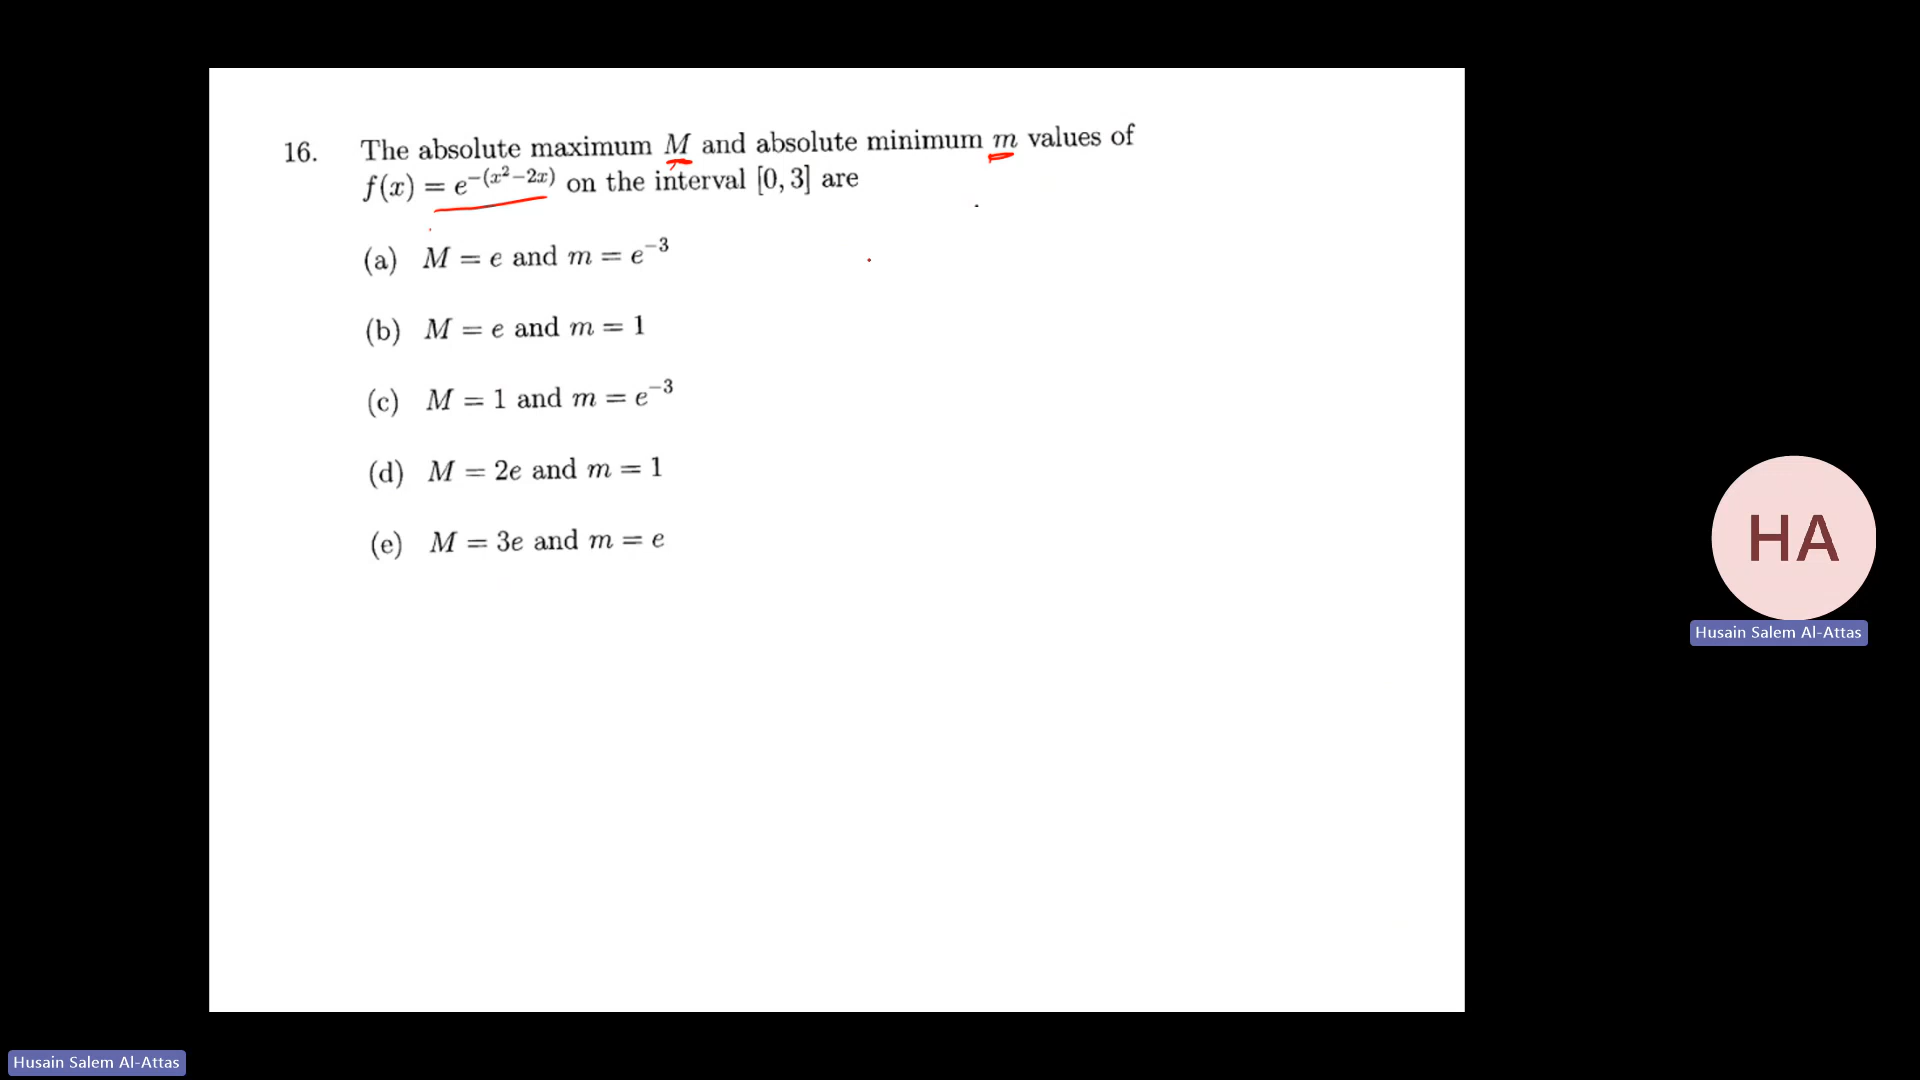 16. The absolute maximum M and absolute minimum m values of
f(x) = e^{-(x^2-2x)} on the interval [0, 3] are
(a) M = e and m = e^{-3}
(b) M = e and m = 1
(c) M = 1 and m = e^{-3}
(d) M = 2e and m = 1
(e) M = 3e and m = e
HA
Husain Salem Al-Attas
Husain Salem Al-Attas